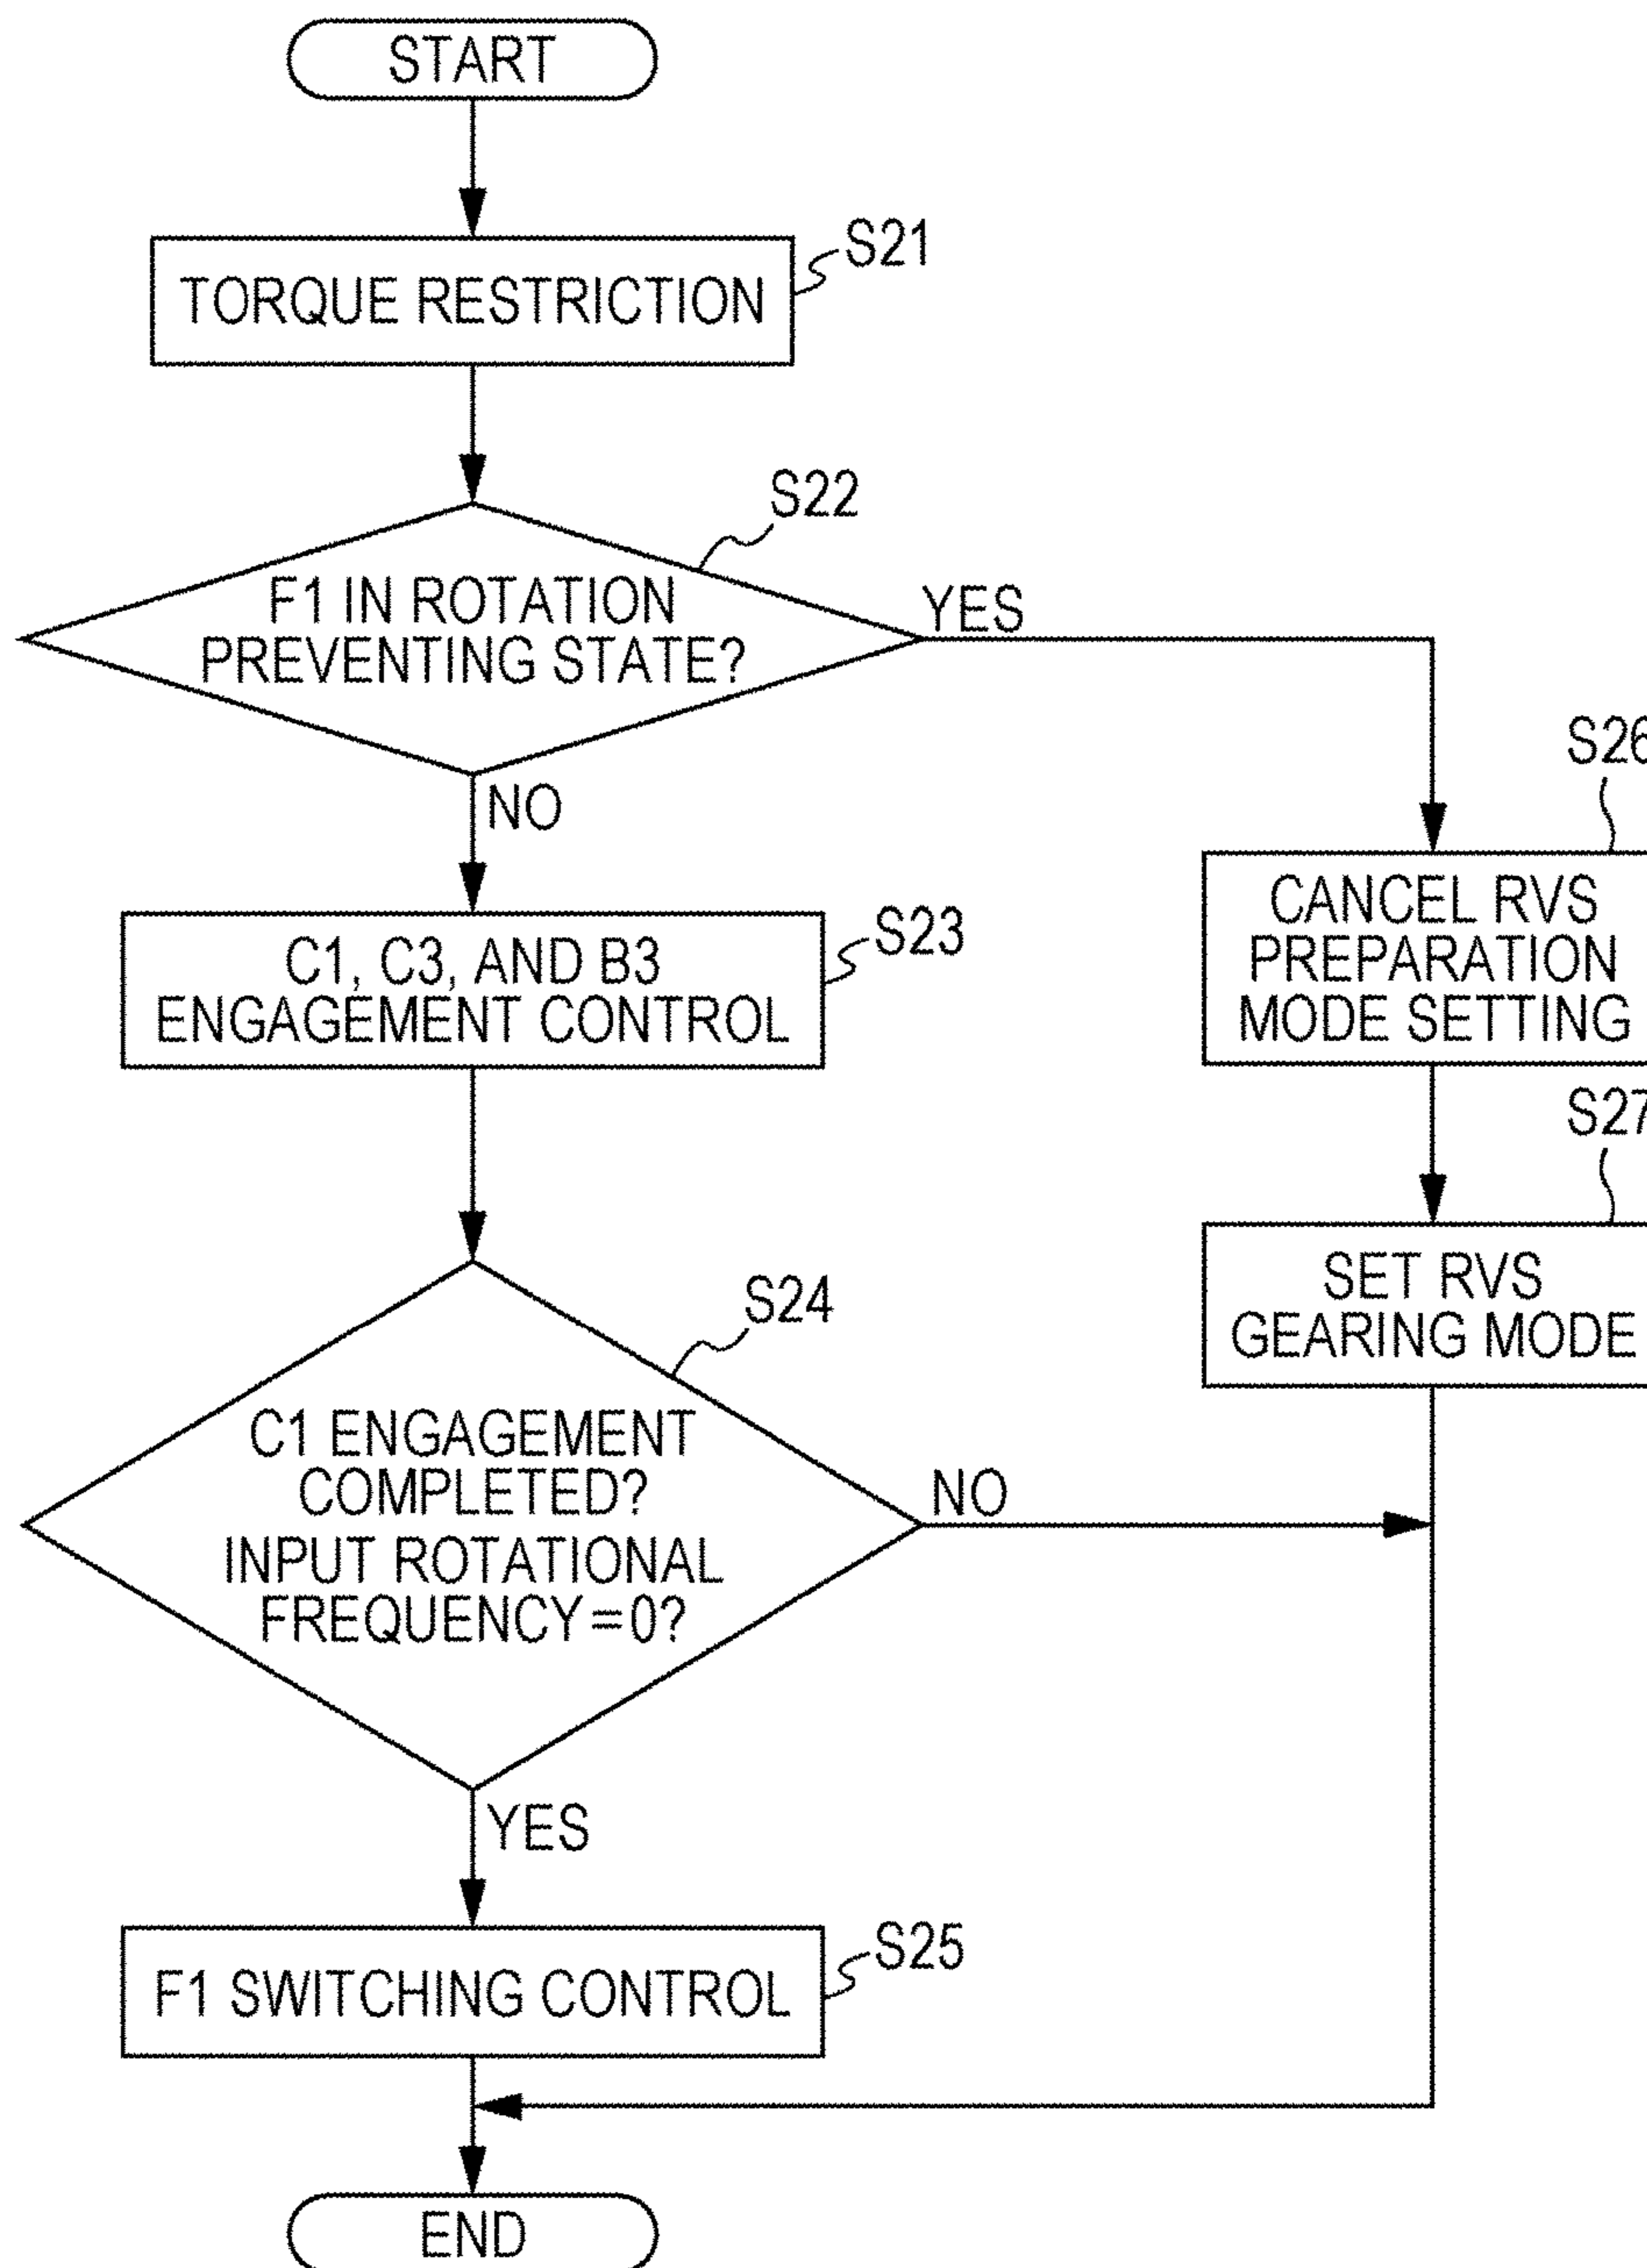 START
S21
TORQUE RESTRICTION
S22
F1 IN ROTATION
PREVENTING STATE?
YES
NO
S26
CANCEL RVS
PREPARATION
MODE SETTING
S23
C1, C3, AND B3
ENGAGEMENT CONTROL
S27
SET RVS
GEARING MODE
S24
C1 ENGAGEMENT
COMPLETED?
INPUT ROTATIONAL
FREQUENCY=0?
NO
YES
S25
F1 SWITCHING CONTROL
END